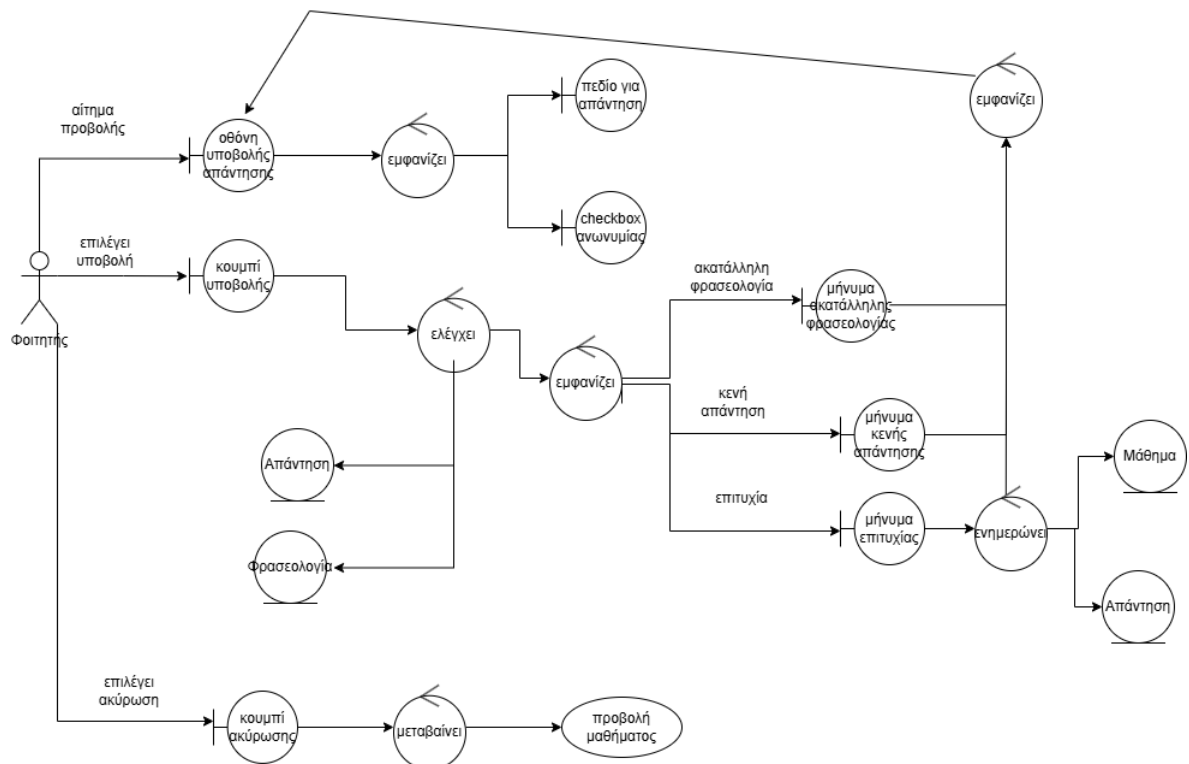 εμφανίζει
πεδίο για
απάντηση
αίτημα
προβολής
οθόνη
υποβολής
απάντησης
εμφανίζει
checkbox
ανωνυμίας
επιλέγει
υποβολή
κουμπί
υποβολής
Φοιτητής
ελέγχει
ακατάλληλη
φρασεολογία
μήνυμα
ακατάλληλης
φρασεολογίας
εμφανίζει
κενή
απάντηση
μήνυμα
κενής
απάντησης
Μάθημα
Απάντηση
επιτυχία
μήνυμα
επιτυχίας
ενημερώνει
Φρασεολογία
Απάντηση
επιλέγει
ακύρωση
κουμπί
ακύρωσης
μεταβαίνει
προβολή
μαθήματος